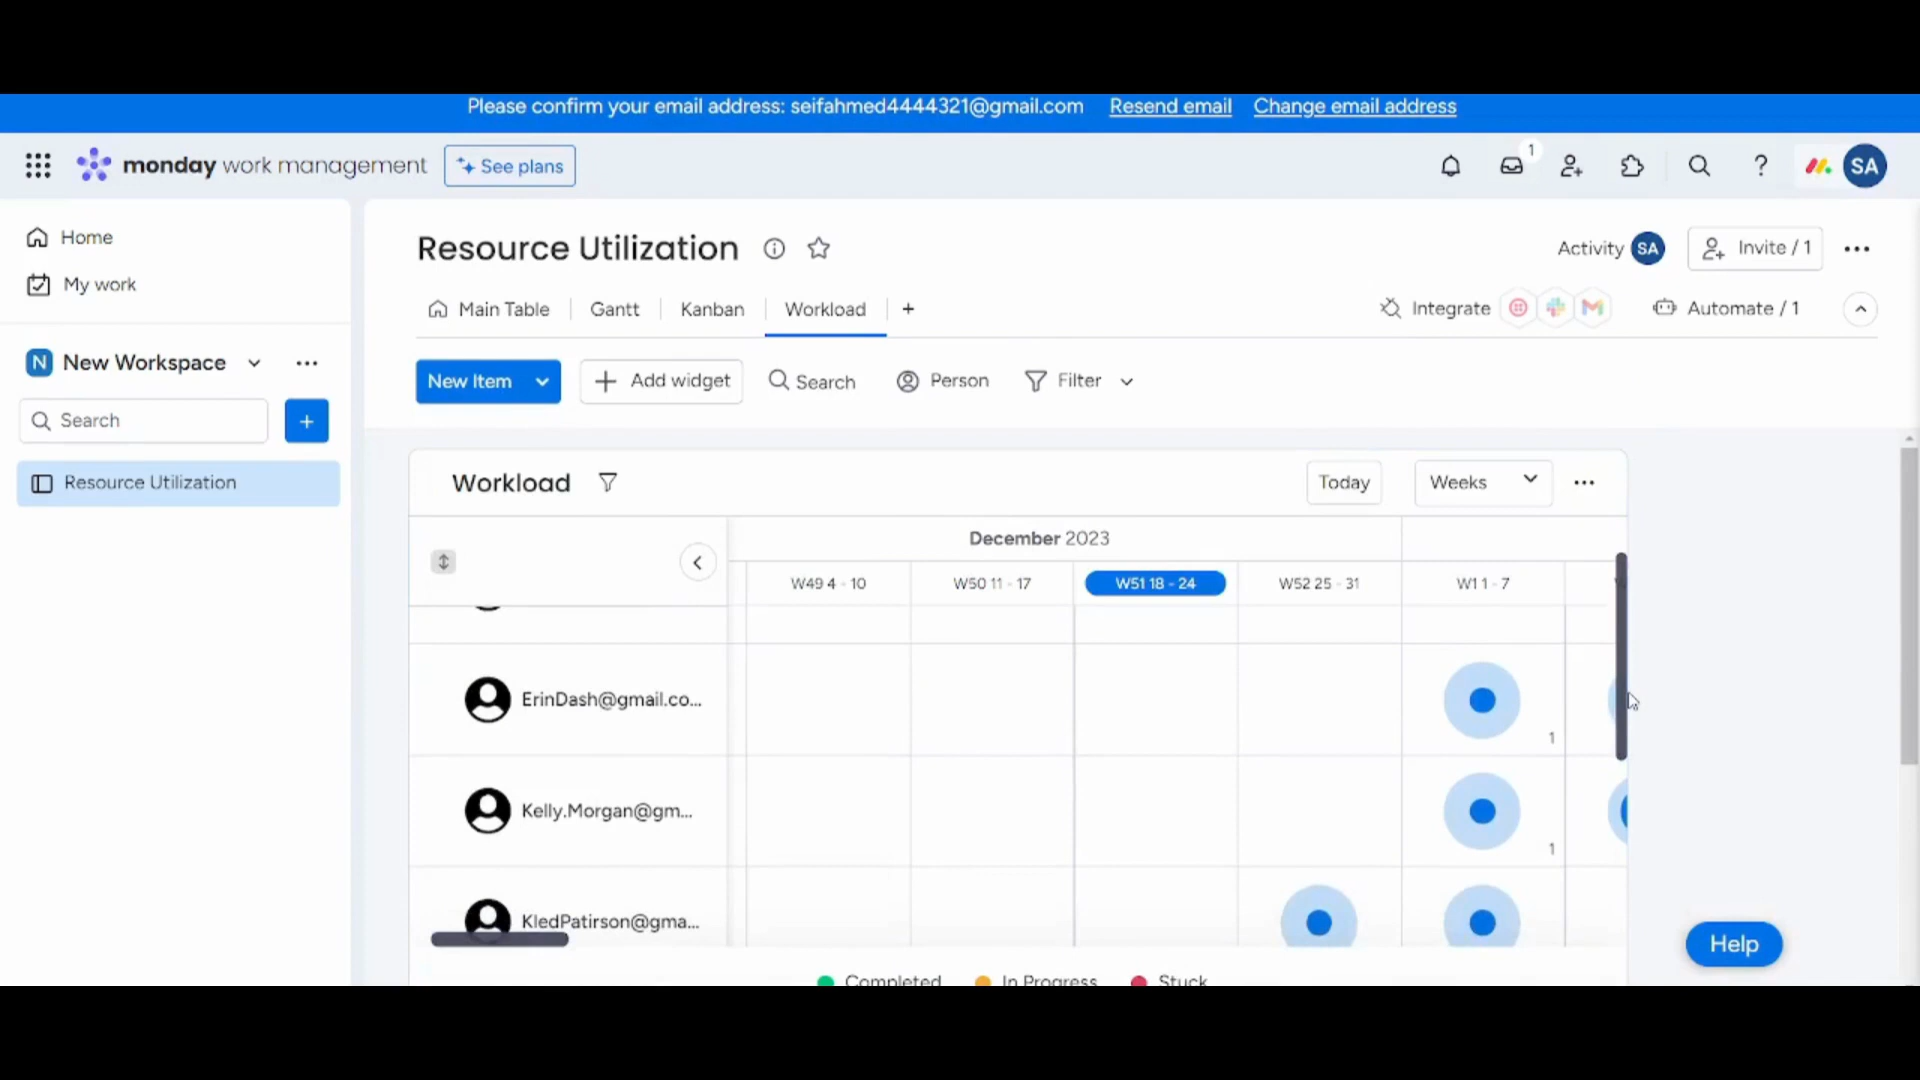 Please confirm your email address: seifahmed4444321@gmail.com Resend email Change email address
monday work management See plans 1 SA
Home
My work
New Workspace
N
Search
+
Resource Utilization
Resource Utilization
Activity SA Invite / 1
Main Table Gantt Kanban Workload + Integrate Automate / 1
New Item + Add widget Search Person Filter
Workload Today Weeks
December 2023
W49 4 - 10 W50 11 - 17 W51 18 - 24 W52 25 - 31 W1 1 - 7
ErinDash@gmail.co...
1
Kelly.Morgan@gm...
1
KledPatirson@gma...
Help
Completed In Progress Stuck